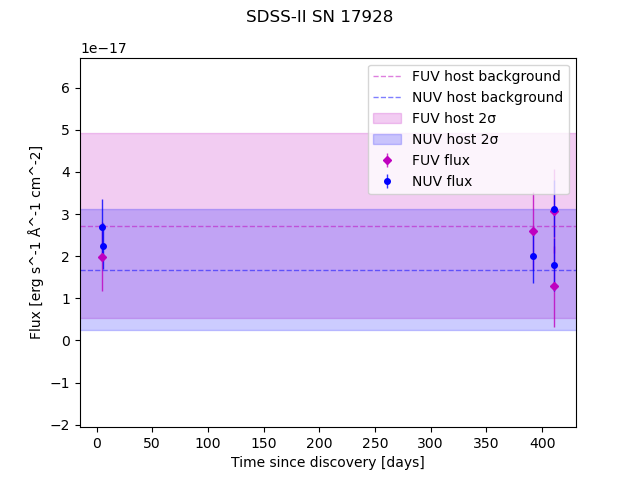 SDSS-II SN 17928
1e−17
FUV host background
NUV host background
FUV host 2σ
NUV host 2σ
FUV flux
NUV flux
6
5
4
3
2
1
0
−1
−2
Flux [erg s^-1 Å^-1 cm^-2]
0 50 100 150 200 250 300 350 400
Time since discovery [days]